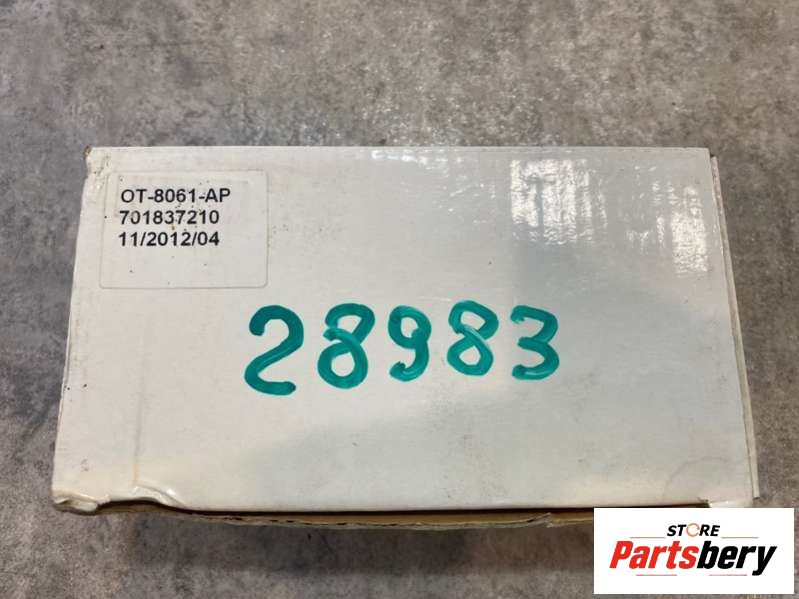 OT-8061-AP
701837210
11/2012/04
28983
STORE
Partsbery